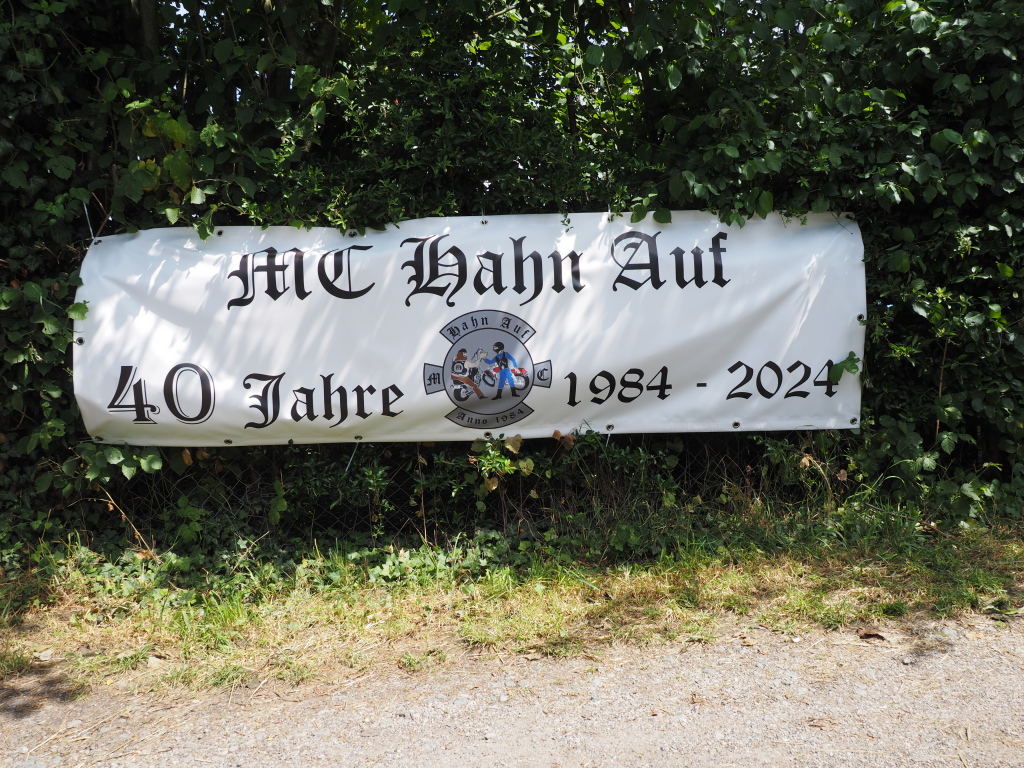 MC Hahn Auf
Hahn Auf
M C
Anno 1984
40 Jahre 1984 - 2024